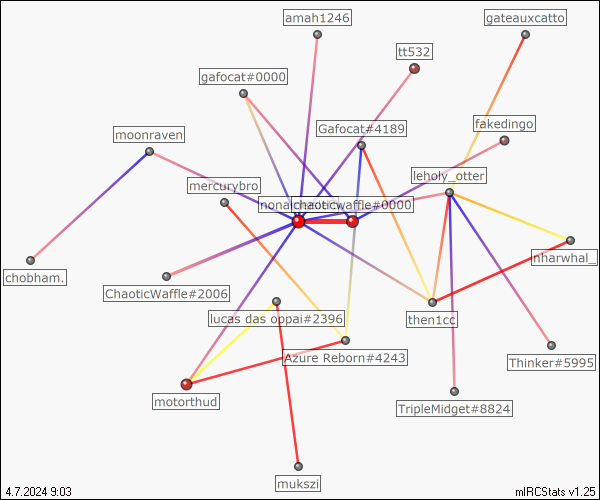 amah1246
gateauxcatto
tt532
gafocat#0000
Gafocat#4189
fakedingo
moonraven
leholy_otter
mercurybro
chaoticwaffle#0000
nharwhal_
chobham.
ChaoticWaffle#2006
lucas das oppai#2396
then1cc
Azure Reborn#4243
Thinker#5995
motorthud
TripleMidget#8824
mukszi
4.7.2024 9:03
mIRCStats v1.25